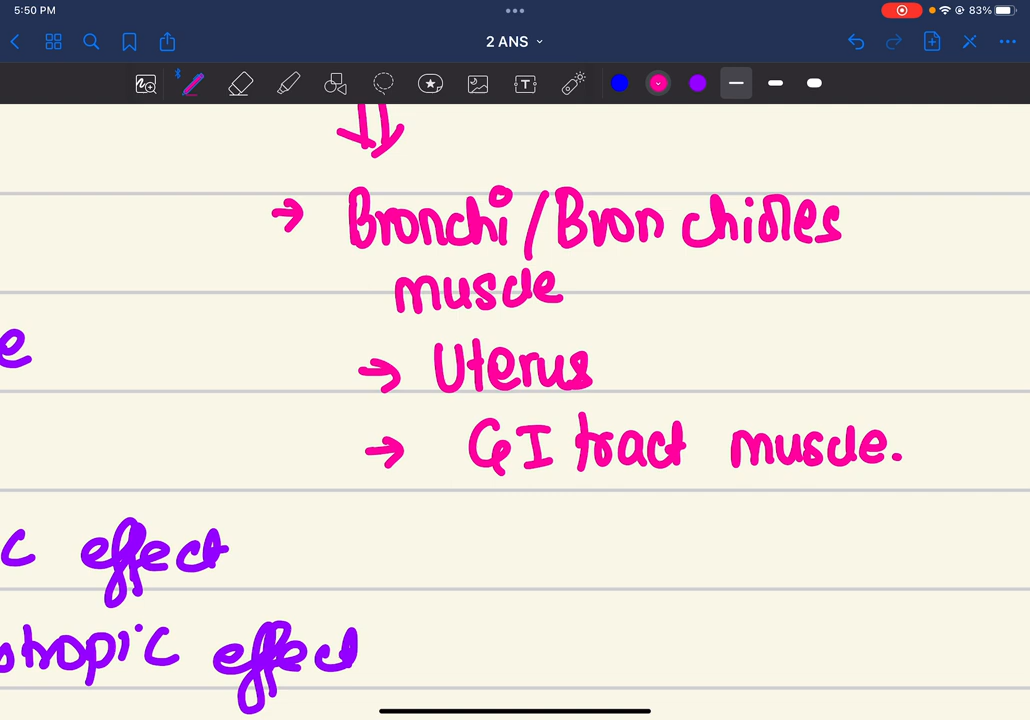 5:50 PM
83%
2 ANS
T
→ Bronchi/Bronchioles
muscle
e
→ Uterus
→ GI tract muscle.
c effect
tropic effect